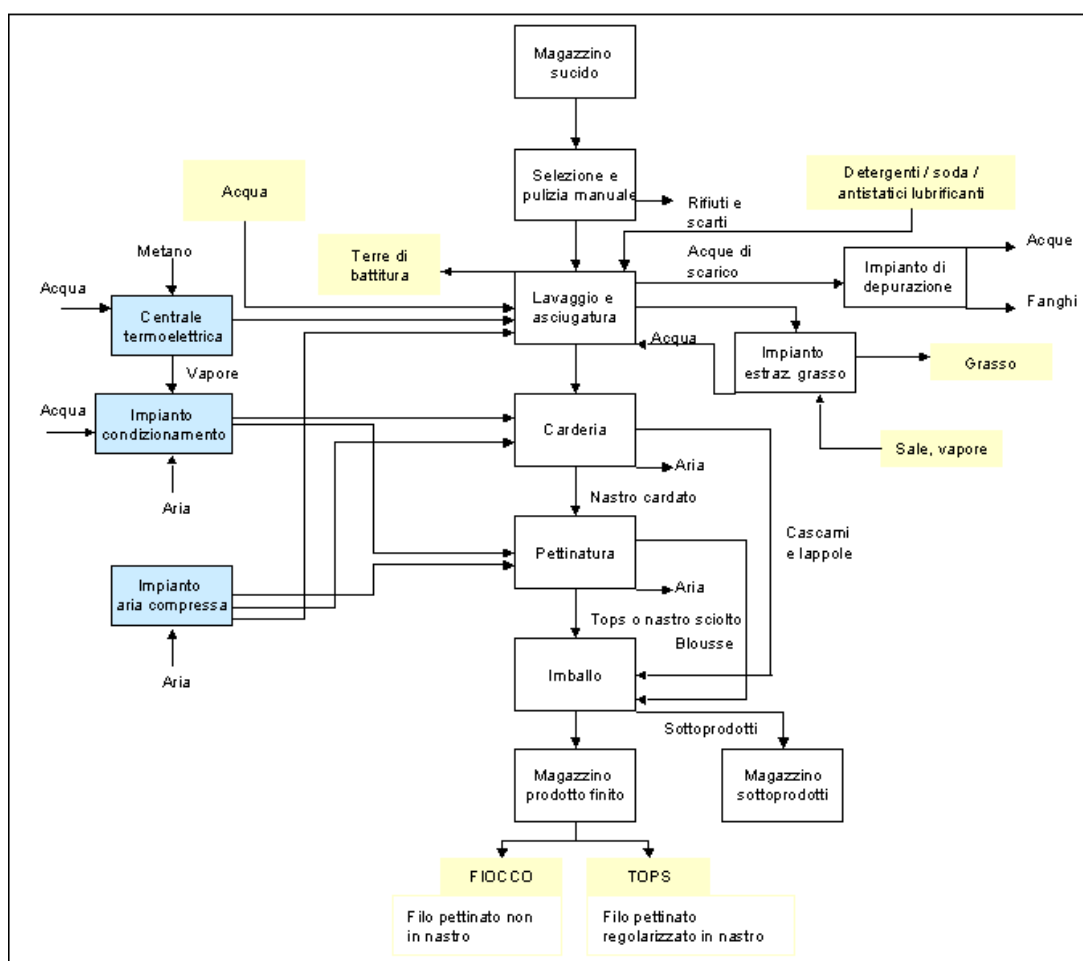 Magazzino
sucido
Selezione e
pulizia manuale
Rifiuti e
scarti
Detergenti / soda /
antistatici lubrificanti
Acqua
Metano
Terre di
battitura
Acque di
scarico
Impianto di
depurazione
Acque
Fanghi
Acqua
Centrale
termoelettrica
Lavaggio e
asciugatura
Acqua
Impianto
estraz. grasso
Grasso
Vapore
Acqua
Impianto
condizionamento
Carderia
Sale, vapore
Aria
Aria
Nastro cardato
Cascami
e lappole
Pettinatura
Impianto
aria compressa
Aria
Tops o nastro sciolto
Blousse
Aria
Imballo
Sottoprodotti
Magazzino
prodotto finito
Magazzino
sottoprodotti
FIOCCO
TOPS
Filo pettinato non
in nastro
Filo pettinato
regolarizzato in nastro